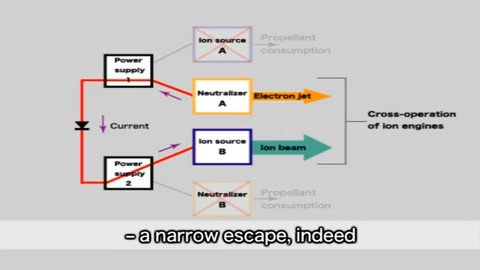 Ion source
A
Propellant
consumption
Power
supply
1
Neutralizer
A
Electron jet
Current
Cross-operation
of ion engines
Ion source
B
Ion beam
Power
supply
2
Neutralizer
B
Propellant
consumption
– a narrow escape, indeed